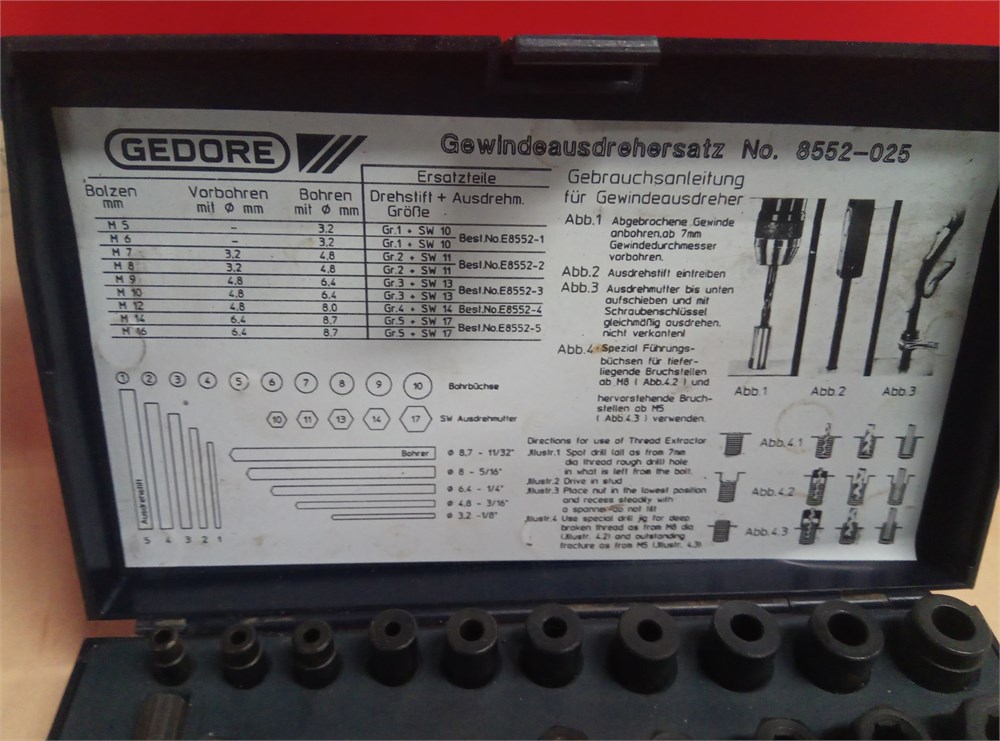 GEDORE
Gewindeausdrehersatz No. 8552-025
Bolzen mm
Vorbohren mit Ø mm
Bohren mit Ø mm
Ersatzteile
Drehstift + Ausdrehm. Größe
M 5 – 3.2 Gr.1 + SW 10
M 6 – 3.2 Gr.1 + SW 10
Best.No.E8552-1
M 7 3.2 4.8 Gr.2 + SW 11
M 8 3.2 4.8 Gr.2 + SW 11
Best.No.E8552-2
M 9 4.8 6.4 Gr.3 + SW 13
M 10 4.8 6.4 Gr.3 + SW 13
Best.No.E8552-3
M 12 4.8 8.0 Gr.4 + SW 14 Best.No.E8552-4
M 14 6.4 8.7 Gr.5 + SW 17
M 16 6.4 8.7 Gr.5 + SW 17
Best.No.E8552-5
1 2 3 4 5 6 7 8 9 10 Bohrbüchse
10 11 13 14 17 SW Ausdrehmutter
Bohrer Ø 8,7 - 11/32"
Ø 8 - 5/16"
Ø 6,4 - 1/4"
Ø 4,8 - 3/16"
Ø 3,2 - 1/8"
Ausdrehstift
5 4 3 2 1
Gebrauchsanleitung
für Gewindeausdreher
Abb.1 Abgebrochene Gewinde
anbohren,ab 7mm
Gewindedurchmesser
vorbohren.
Abb.2 Ausdrehstift eintreiben
Abb.3 Ausdrehmutter bis unten
aufschieben und mit
Schraubenschlüssel
gleichmäßig ausdrehen.
nicht verkanten!
Abb.4 Spezial Führungs-
büchsen für tiefer-
liegende Bruchstellen
ab M8 ( Abb.4.2 ) und
hervorstehende Bruch-
stellen ab M5
( Abb.4.3 ) verwenden.
Abb.1 Abb.2 Abb.3
Directions for use of Thread Extractor
Jllustr.1 Spot drill (all as from 7mm
dia thread rough drill) hole
in what is left from the bolt.
Jllustr.2 Drive in stud
Jllustr.3 Place nut in the lowest position
and recess steadily with
a spanner-do not tilt
Jllustr.4 Use special drill jig for deep
broken thread as from M8 dia
(Jllustr. 4.2) and outstanding
fracture as from M5 (Jllustr. 4.3)
Abb.4.1
Abb.4.2
Abb.4.3